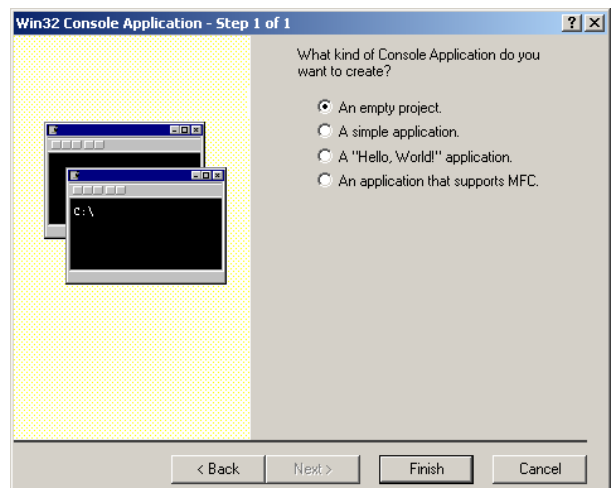 Win32 Console Application - Step 1 of 1
What kind of Console Application do you
want to create?
An empty project.
A simple application.
A "Hello, World!" application.
An application that supports MFC.
C:\
< Back
Next >
Finish
Cancel